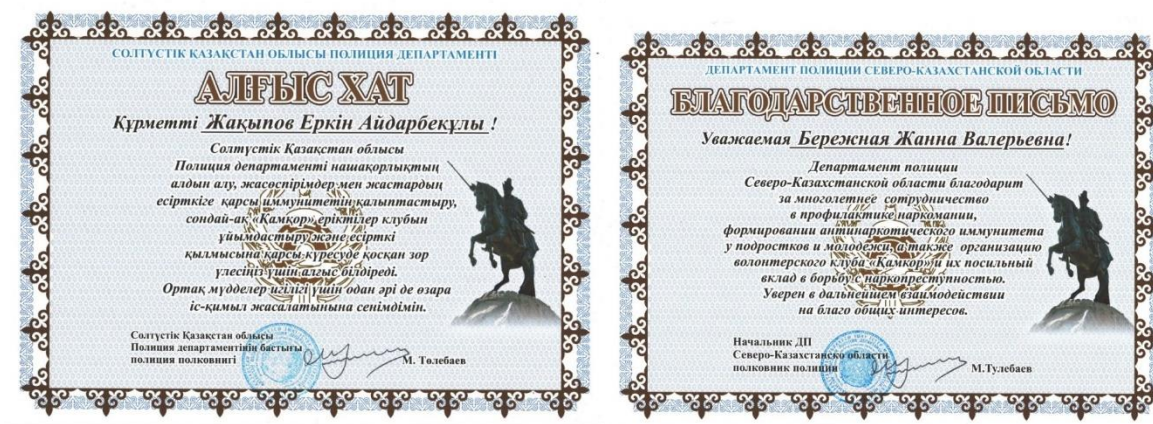 СОЛТҮСТІК ҚАЗАҚСТАН ОБЛЫСЫ ПОЛИЦИЯ ДЕПАРТАМЕНТІ
АЛҒЫС ХАТ
Құрметті Жақыпов Еркін Айдарбекұлы !
Солтүстік Қазақстан облысы
Полиция департаменті нашақорлықтың
алдын алу, жасөспірімдер мен жастардың
есірткіге қарсы иммунитетін қалыптастыру,
сондай-ақ «Қамқор» еріктілер клубын
ұйымдастыру және есірткі
қылмысына қарсы күресуде қосқан зор
үлесіңіз үшін алғыс білдіреді.
Ортақ мүдделер игілігі үшін одан әрі де өзара
іс-қимыл жасалатынына сенімдімін.
Солтүстік Қазақстан облысы
Полиция департаментінің бастығы
полиция полковнигі М. Төлебаев
ДЕПАРТАМЕНТ ПОЛИЦИИ СЕВЕРО-КАЗАХСТАНСКОЙ ОБЛАСТИ
БЛАГОДАРСТВЕННОЕ ПИСЬМО
Уважаемая Бережная Жанна Валерьевна!
Департамент полиции
Северо-Казахстанской области благодарит
за многолетнее сотрудничество
в профилактике наркомании,
формировании антинаркотического иммунитета
у подростков и молодежи, а также организацию
волонтерского клуба «Қамқор» и их посильный
вклад в борьбу с наркопреступностью.
Уверен в дальнейшем взаимодействии
на благо общих интересов.
Начальник ДП
Северо-Казахстанско области
полковник полиции М.Тулебаев